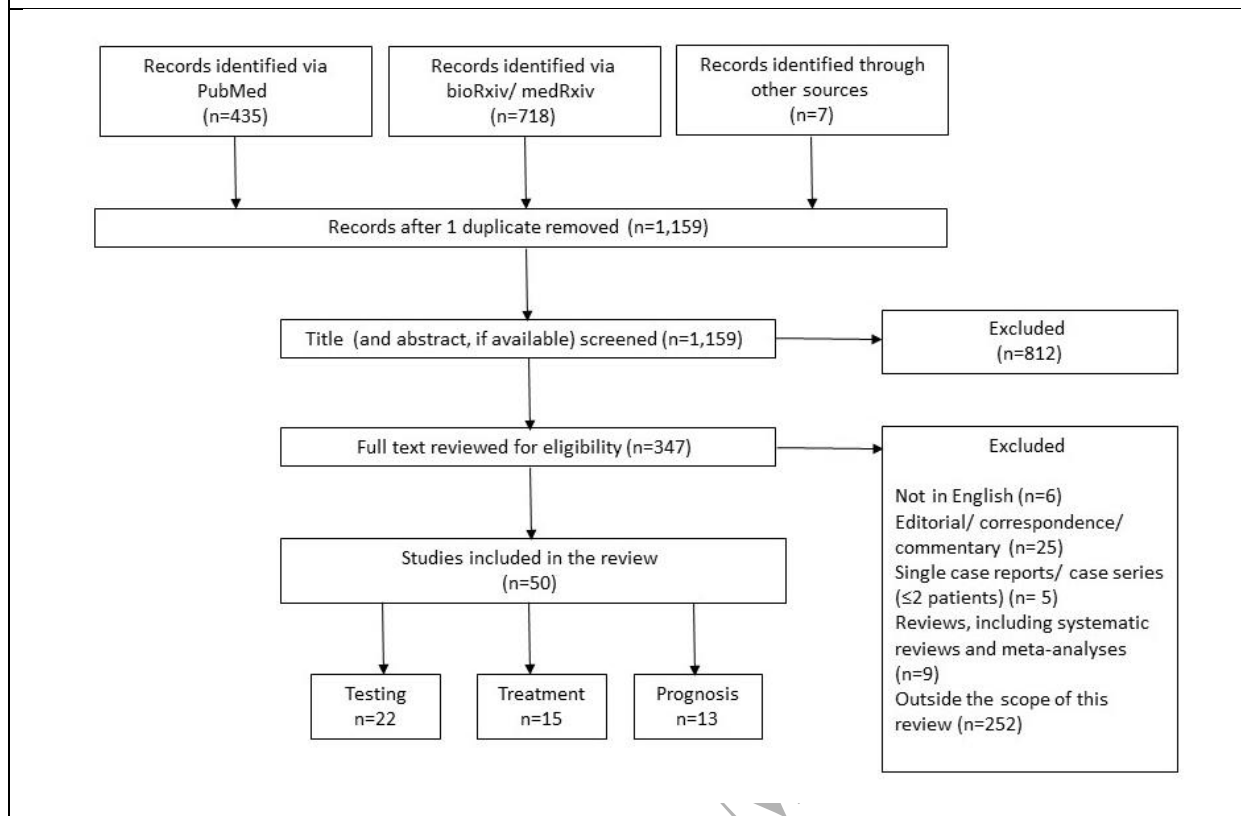 Records identified via
PubMed
(n=435)
Records identified via
bioRxiv/ medRxiv
(n=718)
Records identified through
other sources
(n=7)
Records after 1 duplicate removed (n=1,159)
Title (and abstract, if available) screened (n=1,159)
Excluded
(n=812)
Full text reviewed for eligibility (n=347)
Excluded
Not in English (n=6)
Editorial/ correspondence/
commentary (n=25)
Single case reports/ case series
(≤2 patients) (n= 5)
Reviews, including systematic
reviews and meta-analyses
(n=9)
Outside the scope of this
review (n=252)
Studies included in the review
(n=50)
Testing
n=22
Treatment
n=15
Prognosis
n=13